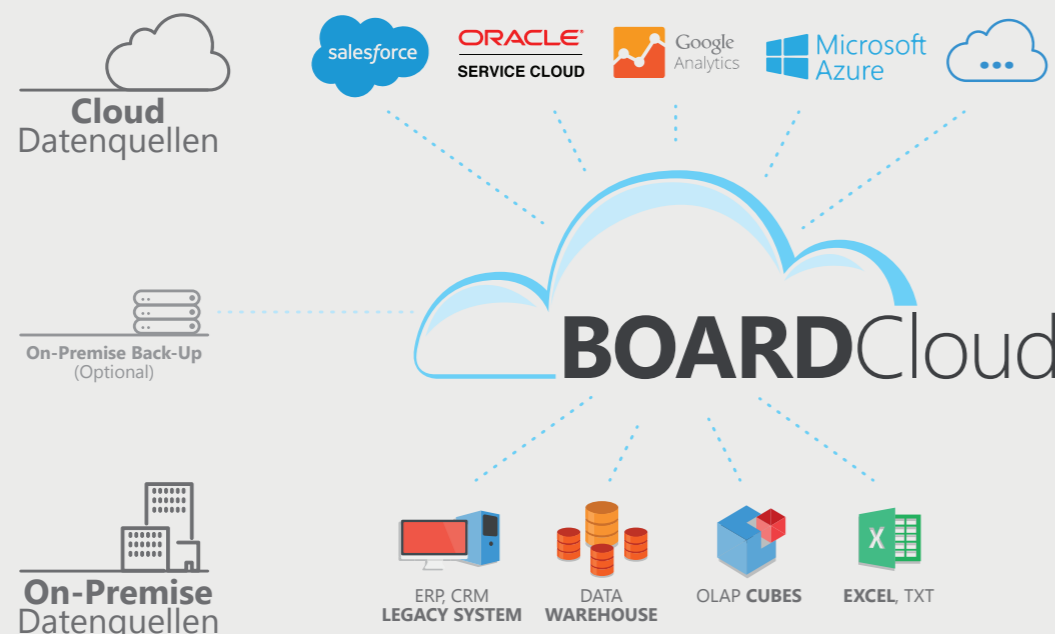 salesforce
ORACLE
SERVICE CLOUD
Google
Analytics
Microsoft
Azure
Cloud
Datenquellen
BOARDCloud
On-Premise Back-Up
(Optional)
On-Premise
Datenquellen
ERP, CRM
LEGACY SYSTEM
DATA
WAREHOUSE
OLAP CUBES
X
EXCEL, TXT